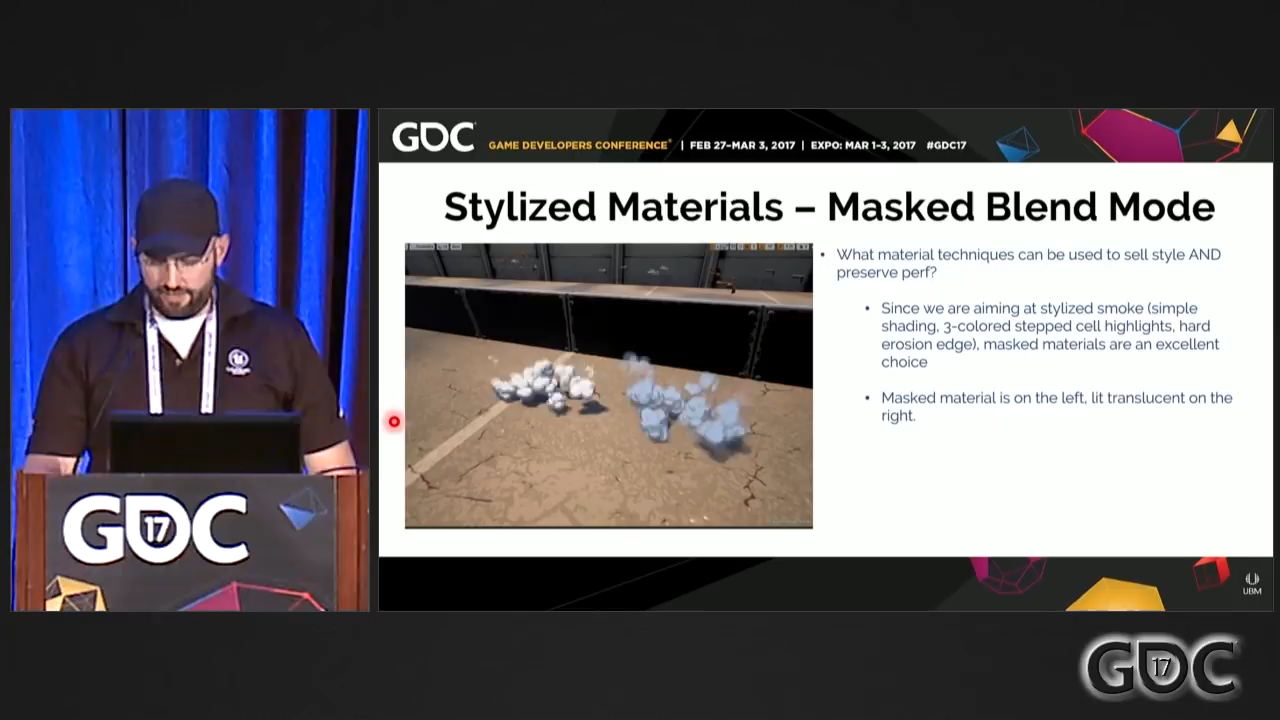 GDC
GAME DEVELOPERS CONFERENCE® | FEB 27–MAR 3, 2017 | EXPO: MAR 1–3, 2017 #GDC17
Stylized Materials – Masked Blend Mode
• What material techniques can be used to sell style AND
preserve perf?
• Since we are aiming at stylized smoke (simple
shading, 3-colored stepped cell highlights, hard
erosion edge), masked materials are an excellent
choice
• Masked material is on the left, lit translucent on the
right.
GDC
17
UBM
GDC
17